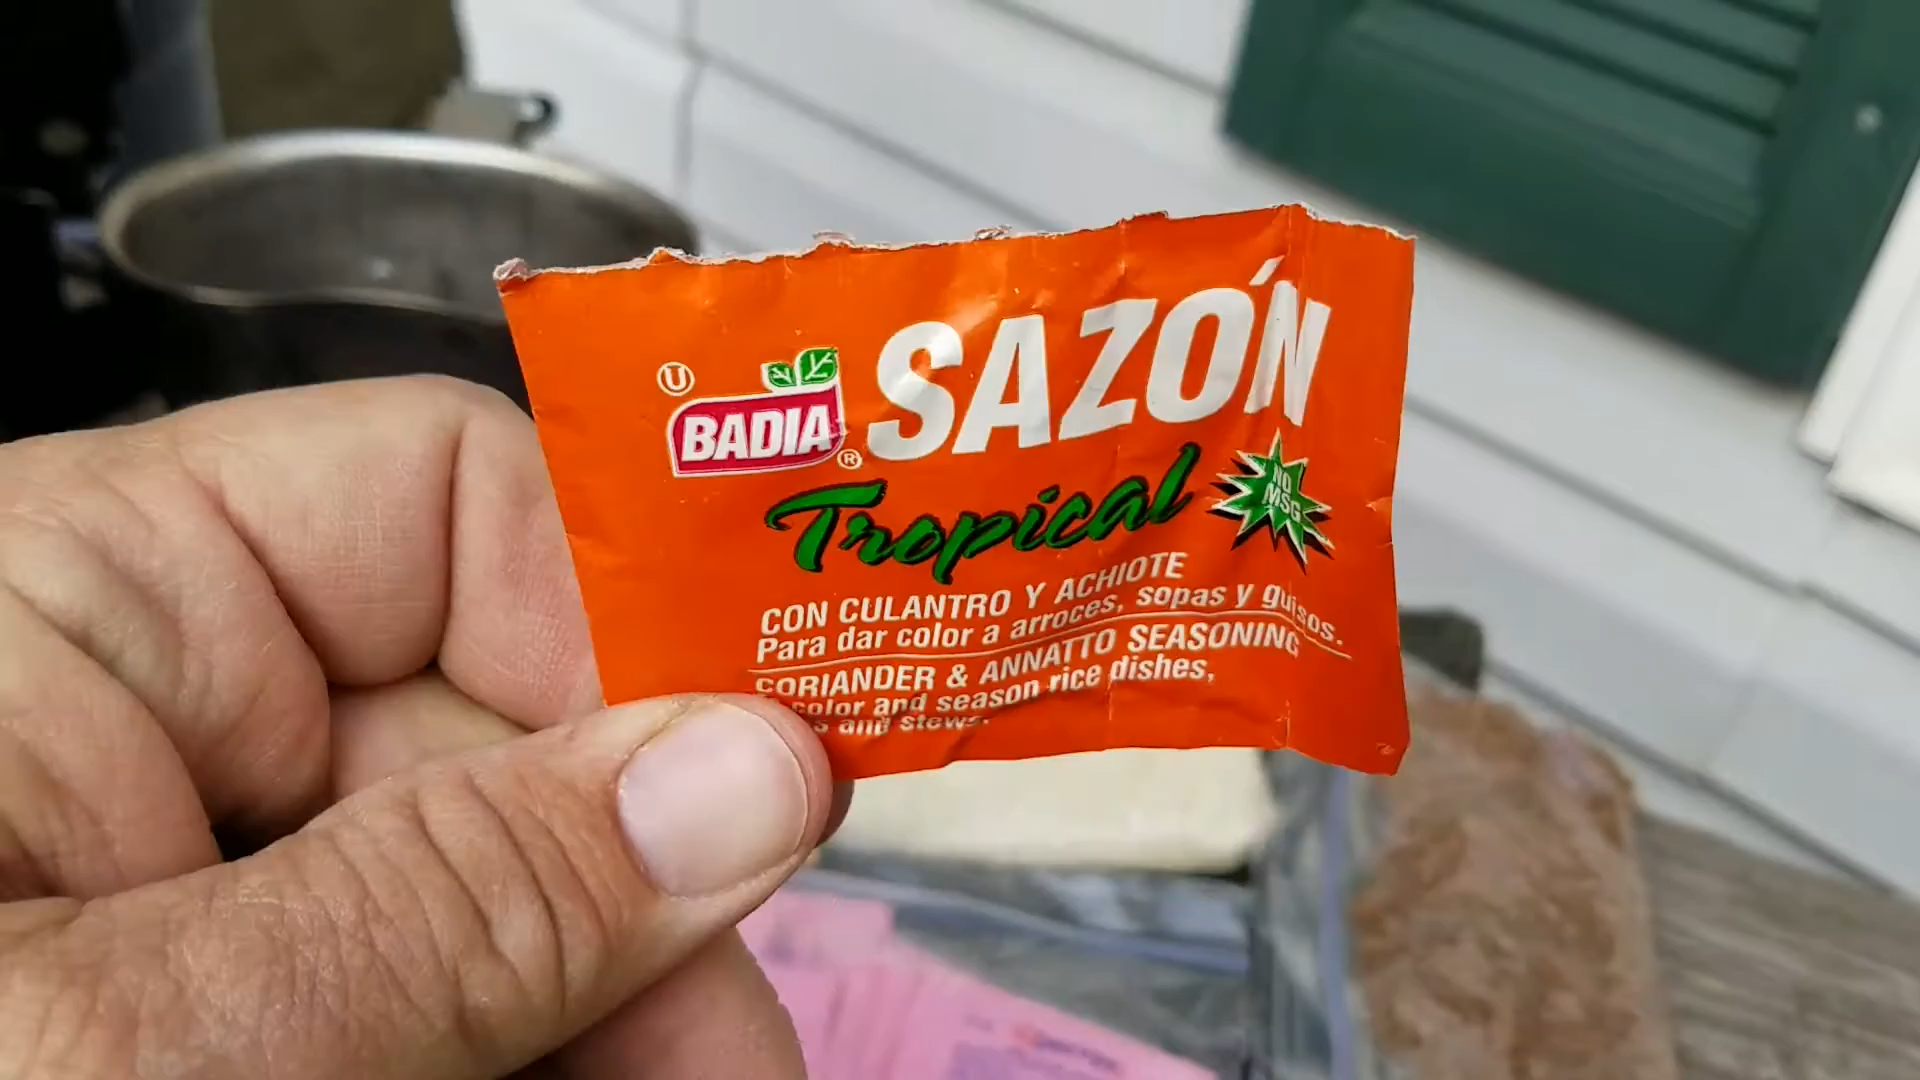 U
BADIA®
SAZÓN
Tropical
NO
MSG
CON CULANTRO Y ACHIOTE
Para dar color a arroces, sopas y guisos.
CORIANDER & ANNATTO SEASONING
color and season rice dishes,
and stews.